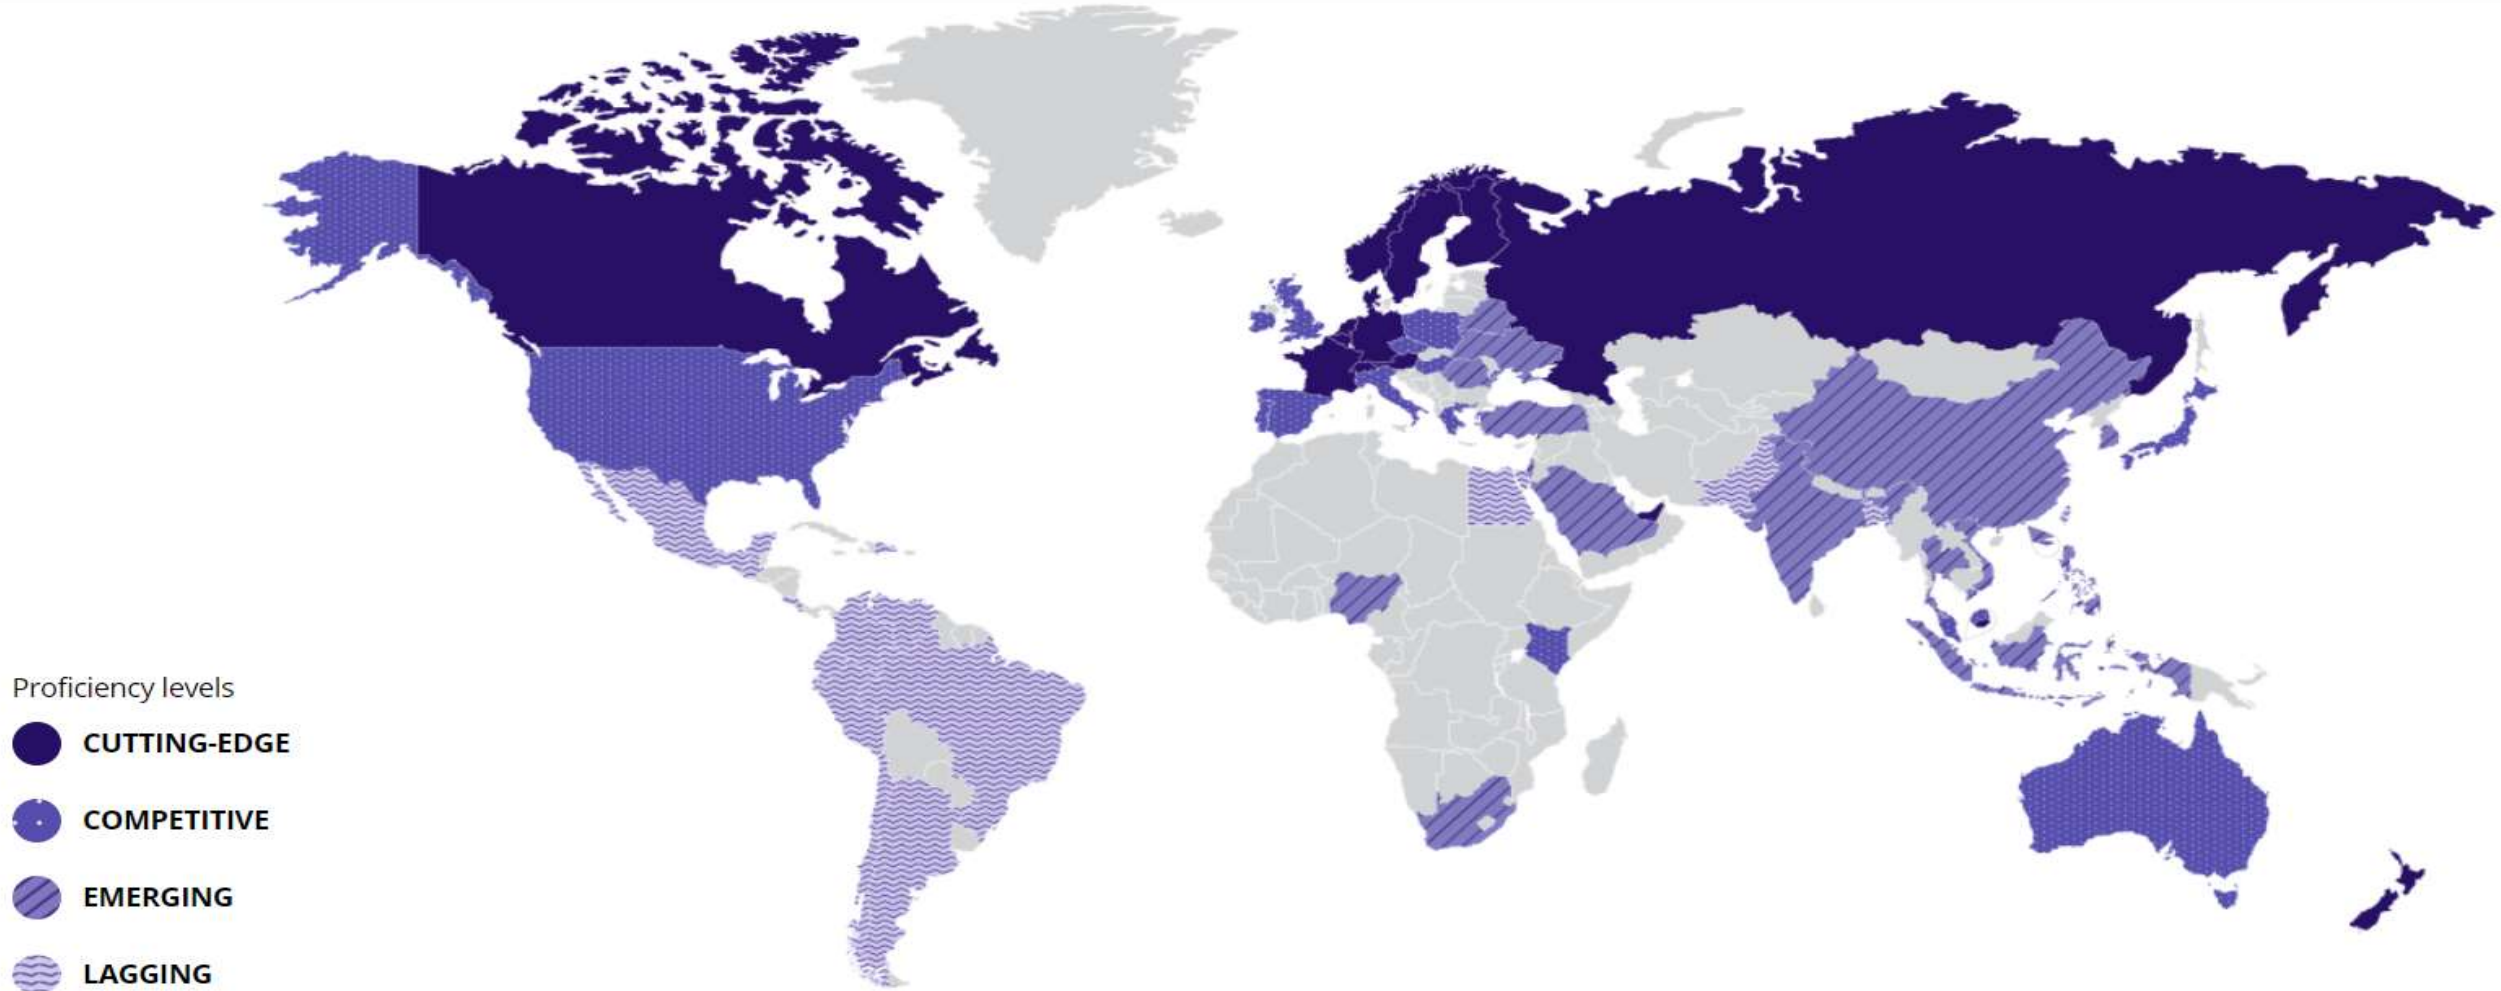 Proficiency levels
CUTTING-EDGE
COMPETITIVE
EMERGING
LAGGING